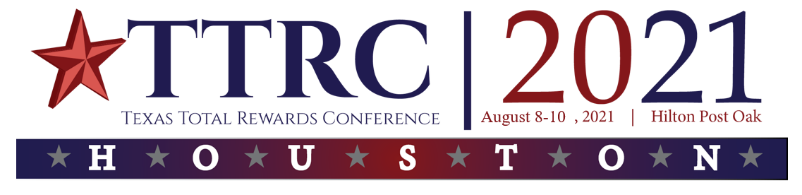 TTRC
TEXAS TOTAL REWARDS CONFERENCE
2021
August 8-10 , 2021 | Hilton Post Oak
HOUSTON